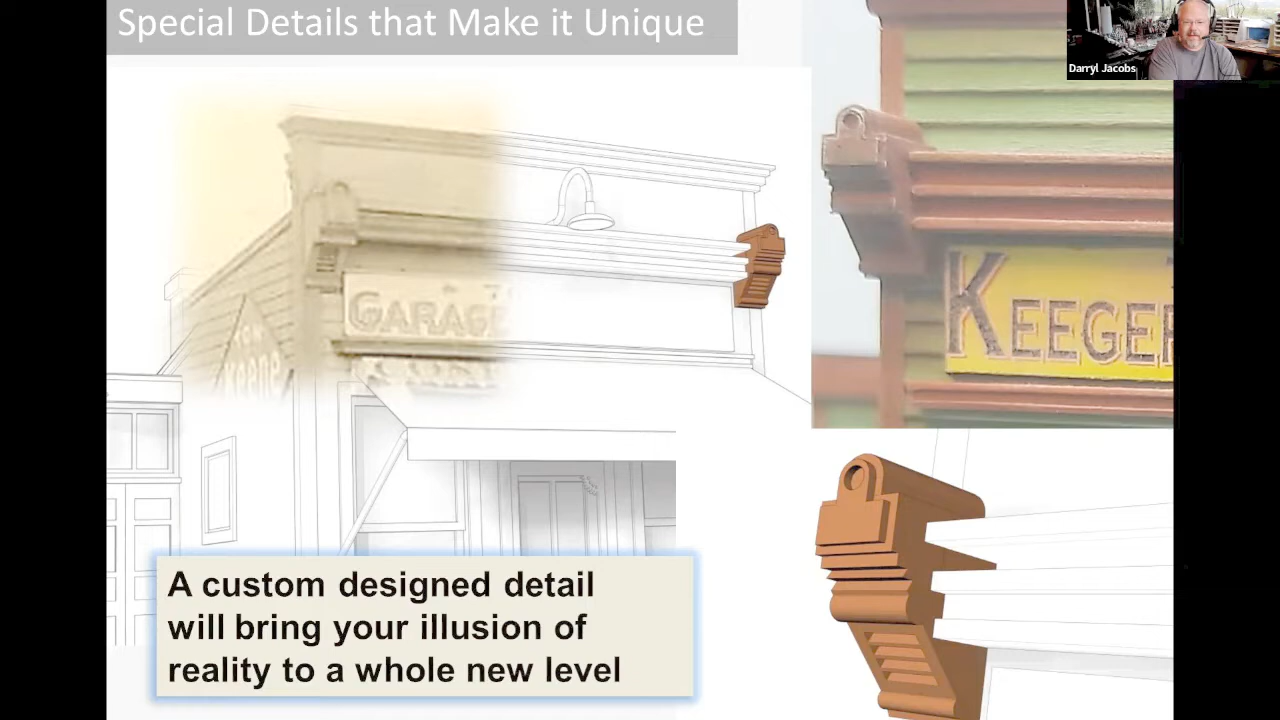 Special Details that Make it Unique
Darryl Jacobs
GARAGE
KEEGER
A custom designed detail
will bring your illusion of
reality to a whole new level